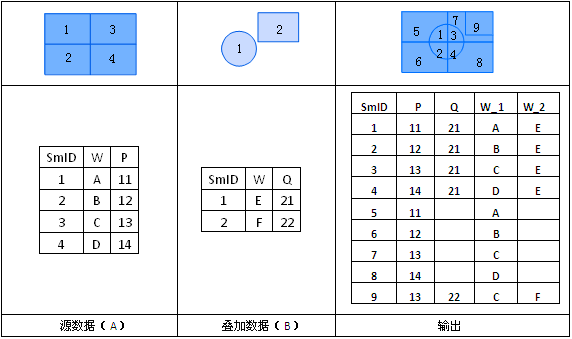 1 3
2 4
2
1
7
5 1 3 9
6 2 4 8
SmID W P
1 A 11
2 B 12
3 C 13
4 D 14
SmID W Q
1 E 21
2 F 22
SmID P Q W_1 W_2
1 11 21 A E
2 12 21 B E
3 13 21 C E
4 14 21 D E
5 11 A
6 12 B
7 13 C
8 14 D
9 13 22 C F
源数据（A） 叠加数据（B） 输出